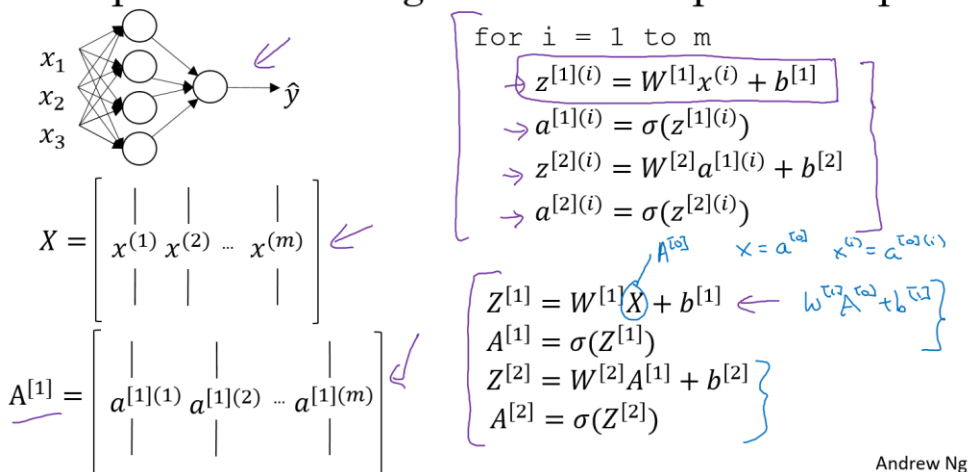 x₁
x₂
x₃
ŷ
X = [ x⁽¹⁾ x⁽²⁾ … x⁽ᵐ⁾ ]
A^[1] = [ a^[1](1) a^[1](2) … a^[1](m) ]
for i = 1 to m
→ z^[1](i) = W^[1]x^(i) + b^[1]
→ a^[1](i) = σ(z^[1](i))
→ z^[2](i) = W^[2]a^[1](i) + b^[2]
→ a^[2](i) = σ(z^[2](i))
A^[0] x = a^[0] x^(i) = a^[0](i)
Z^[1] = W^[1]X + b^[1] ← W^[1]A^[0] + b^[1]
A^[1] = σ(Z^[1])
Z^[2] = W^[2]A^[1] + b^[2]
A^[2] = σ(Z^[2])
Andrew Ng